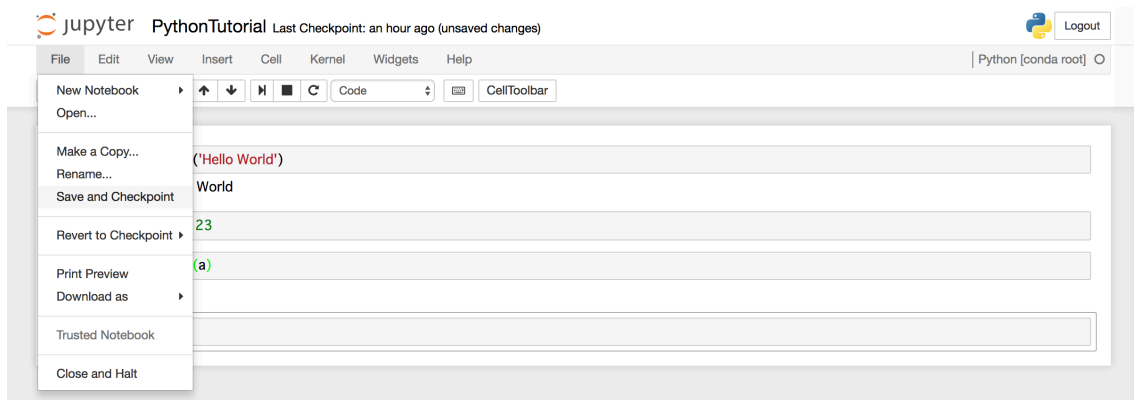 jupyter PythonTutorial Last Checkpoint: an hour ago (unsaved changes) Logout
File Edit View Insert Cell Kernel Widgets Help Python [conda root]
New Notebook Code CellToolbar
Open...
Make a Copy...
('Hello World')
Rename...
World
Save and Checkpoint
23
Revert to Checkpoint
(a)
Print Preview
Download as
Trusted Notebook
Close and Halt